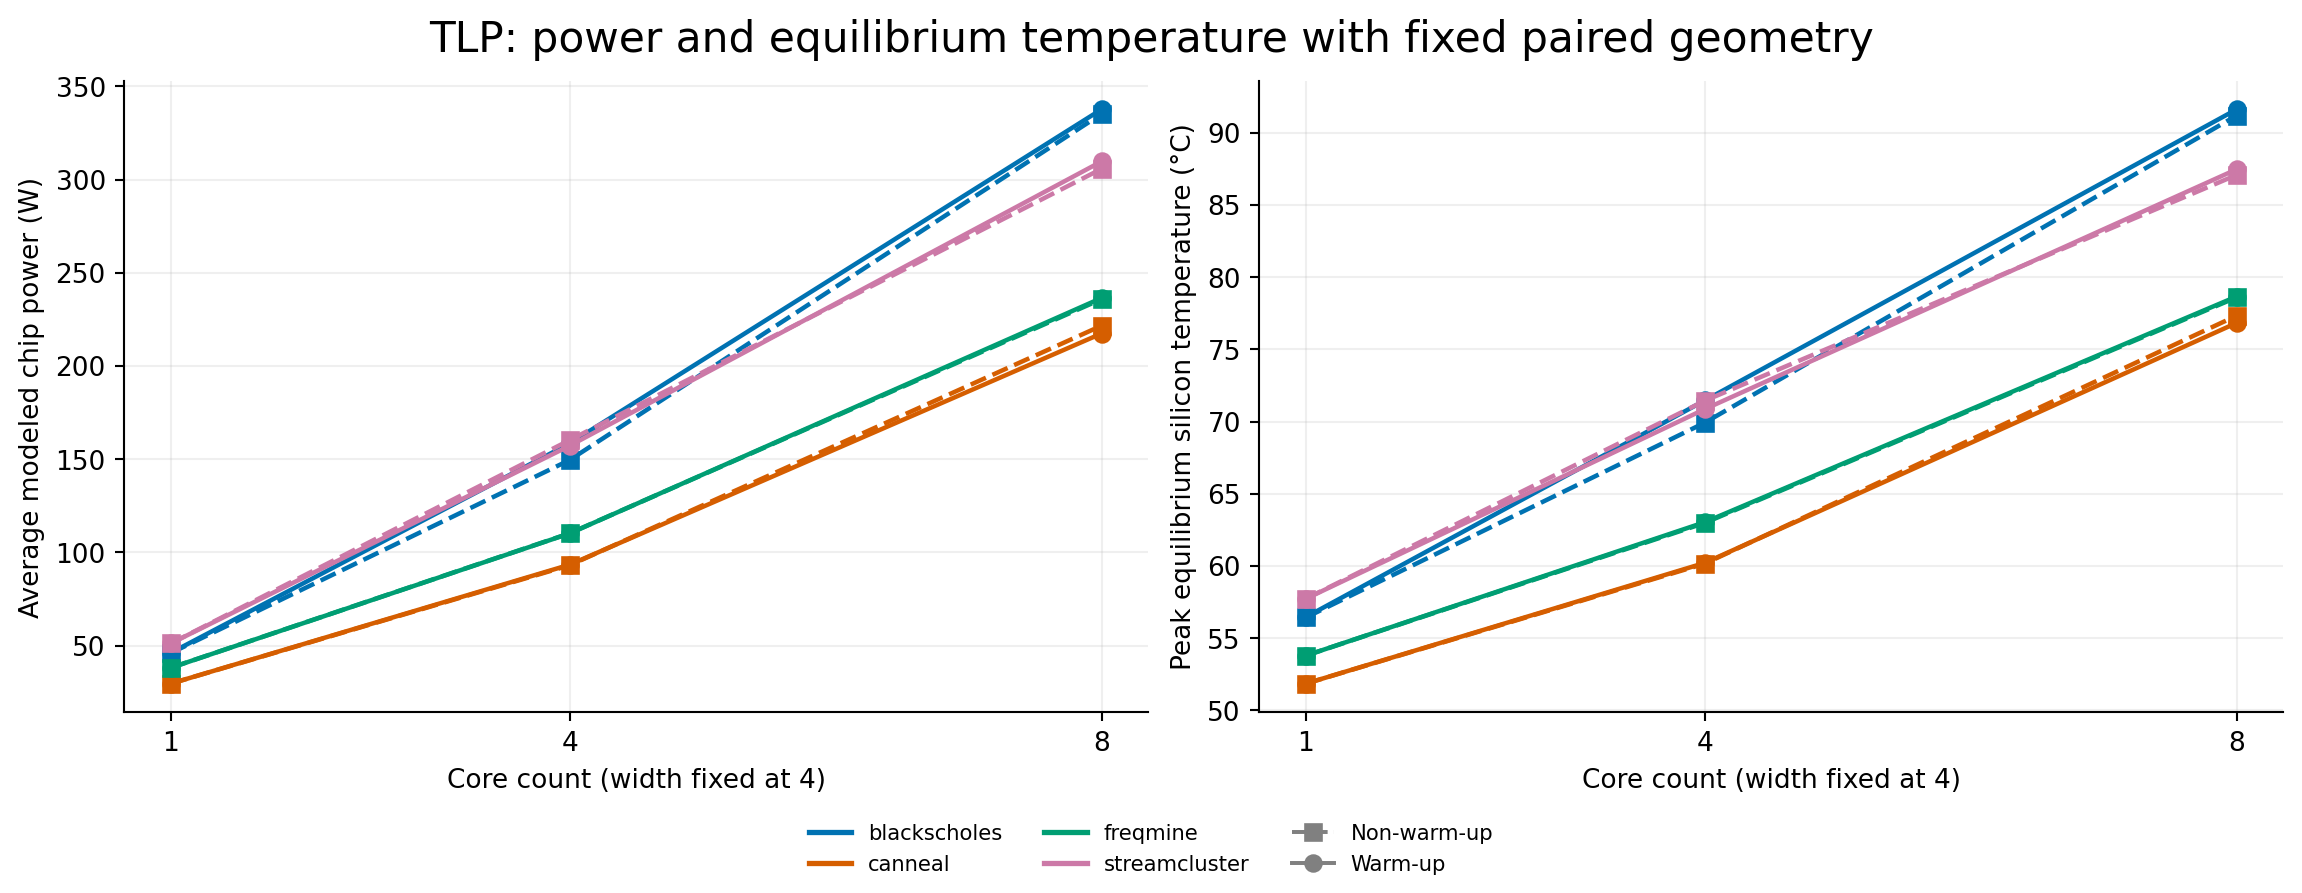 TLP: power and equilibrium temperature with fixed paired geometry
Average modeled chip power (W)
350
300
250
200
150
100
50
1
4
8
Core count (width fixed at 4)
Peak equilibrium silicon temperature (°C)
90
85
80
75
70
65
60
55
50
1
4
8
Core count (width fixed at 4)
blackscholes
canneal
freqmine
streamcluster
Non-warm-up
Warm-up